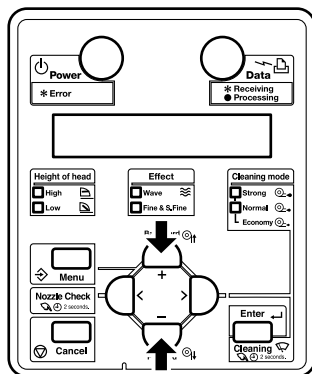 Power
Data
* Error
* Receiving
● Processing
Height of head
High
Low
Effect
Wave
Fine & S.Fine
Cleaning mode
Strong
Normal
Economy
Menu
+
Nozzle Check
2 seconds.
< >
−
Enter
Cancel
Cleaning
2 seconds.